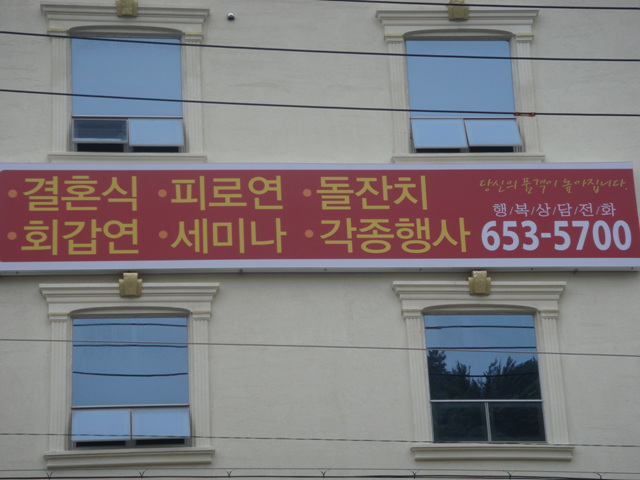 •결혼식 •피로연 •돌잔치
•회갑연 •세미나 •각종행사
당신의 품격이 높아집니다.
행/복/상/담/전/화
653-5700